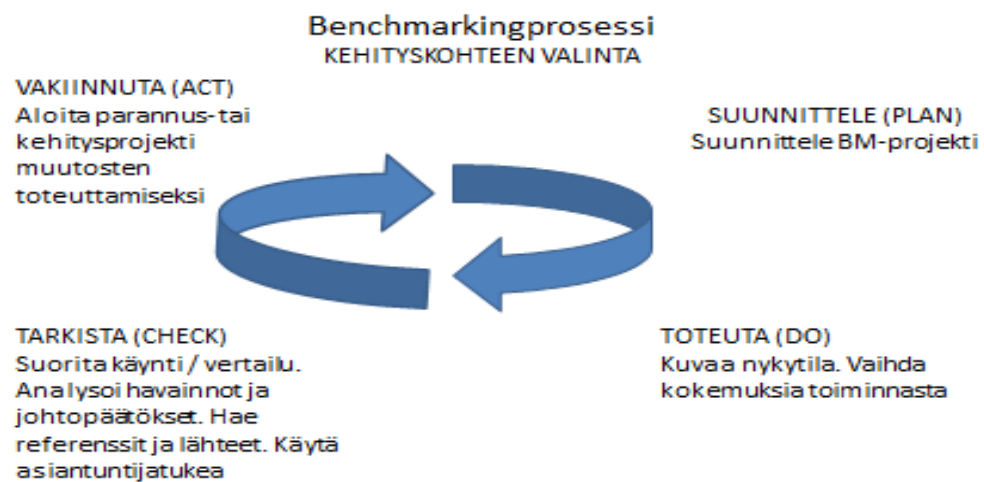 Benchmarkingprosessi
KEHITYSKOHTEEN VALINTA
VAKIINNUTA (ACT)
Aloita parannus- tai
kehitysprojekti
muutosten
toteuttamiseksi
SUUNNITTELE (PLAN)
Suunnittele BM-projekti
TARKISTA (CHECK)
Suorita käynti / vertailu.
Analysoi havainnot ja
johtopäätökset. Hae
referenssit ja lähteet. Käytä
asiantuntijatukea
TOTEUTA (DO)
Kuvaa nykytila. Vaihda
kokemuksia toiminnasta